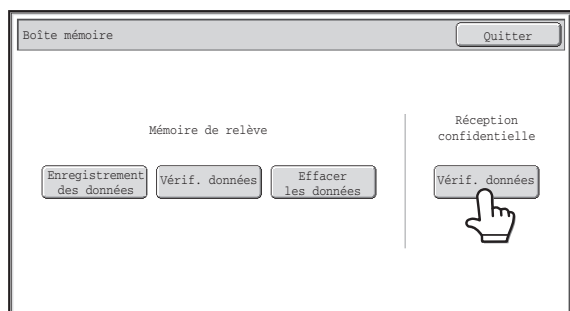 Boîte mémoire
Quitter
Mémoire de relève
Enregistrement
des données
Vérif. données
Effacer
les données
Réception
confidentielle
Vérif. données